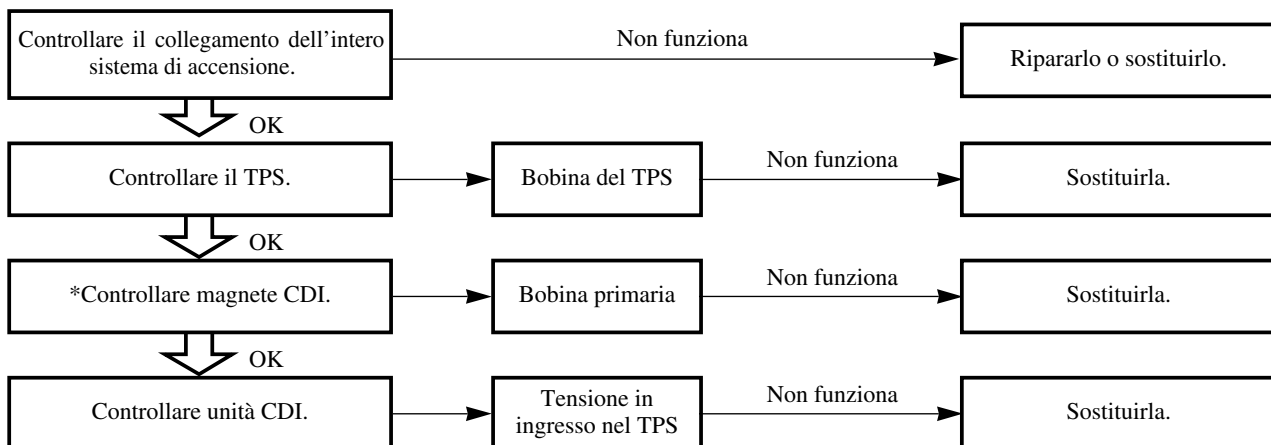 Controllare il collegamento dell'intero
sistema di accensione.
Non funziona
Ripararlo o sostituirlo.
OK
Controllare il TPS.
Bobina del TPS
Non funziona
Sostituirla.
OK
*Controllare magnete CDI.
Bobina primaria
Non funziona
Sostituirla.
OK
Controllare unità CDI.
Tensione in
ingresso nel TPS
Non funziona
Sostituirla.